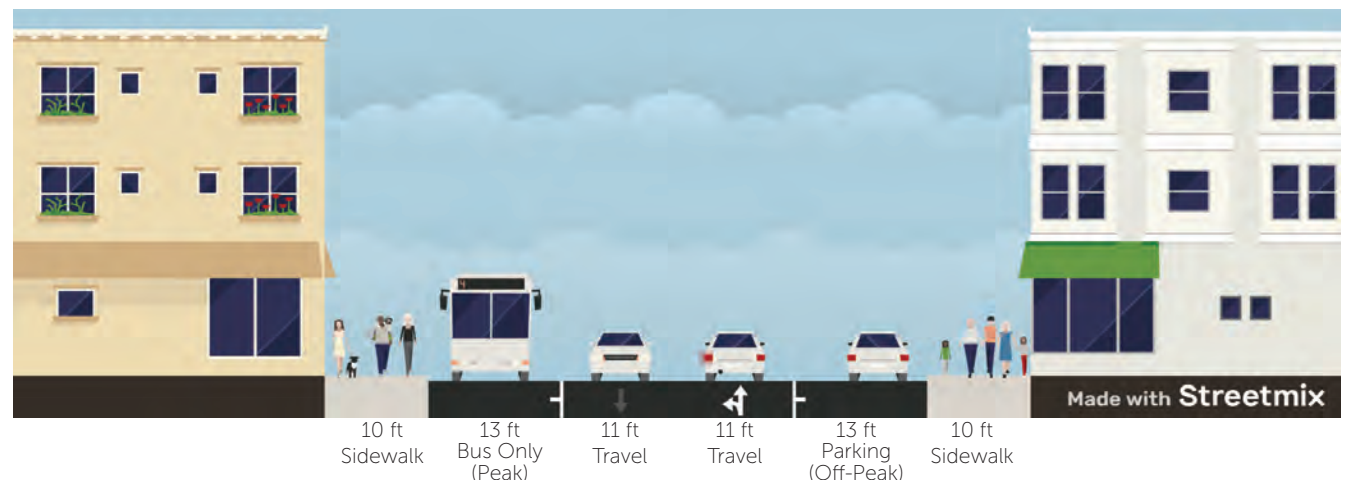 4
Made with Streetmix
10 ft
Sidewalk
13 ft
Bus Only
(Peak)
11 ft
Travel
11 ft
Travel
13 ft
Parking
(Off-Peak)
10 ft
Sidewalk